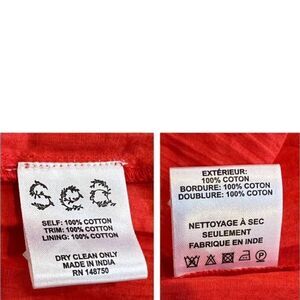 SELF: 100% COTTON
TRIM: 100% COTTON
LINING: 100% COTTON
DRY CLEAN ONLY
MADE IN INDIA
RN 148750
EXTÉRIEUR:
100% COTON
BORDURE: 100% COTON
DOUBLURE: 100% COTON
NETTOYAGE À SEC
SEULEMENT
FABRIQUE EN INDE